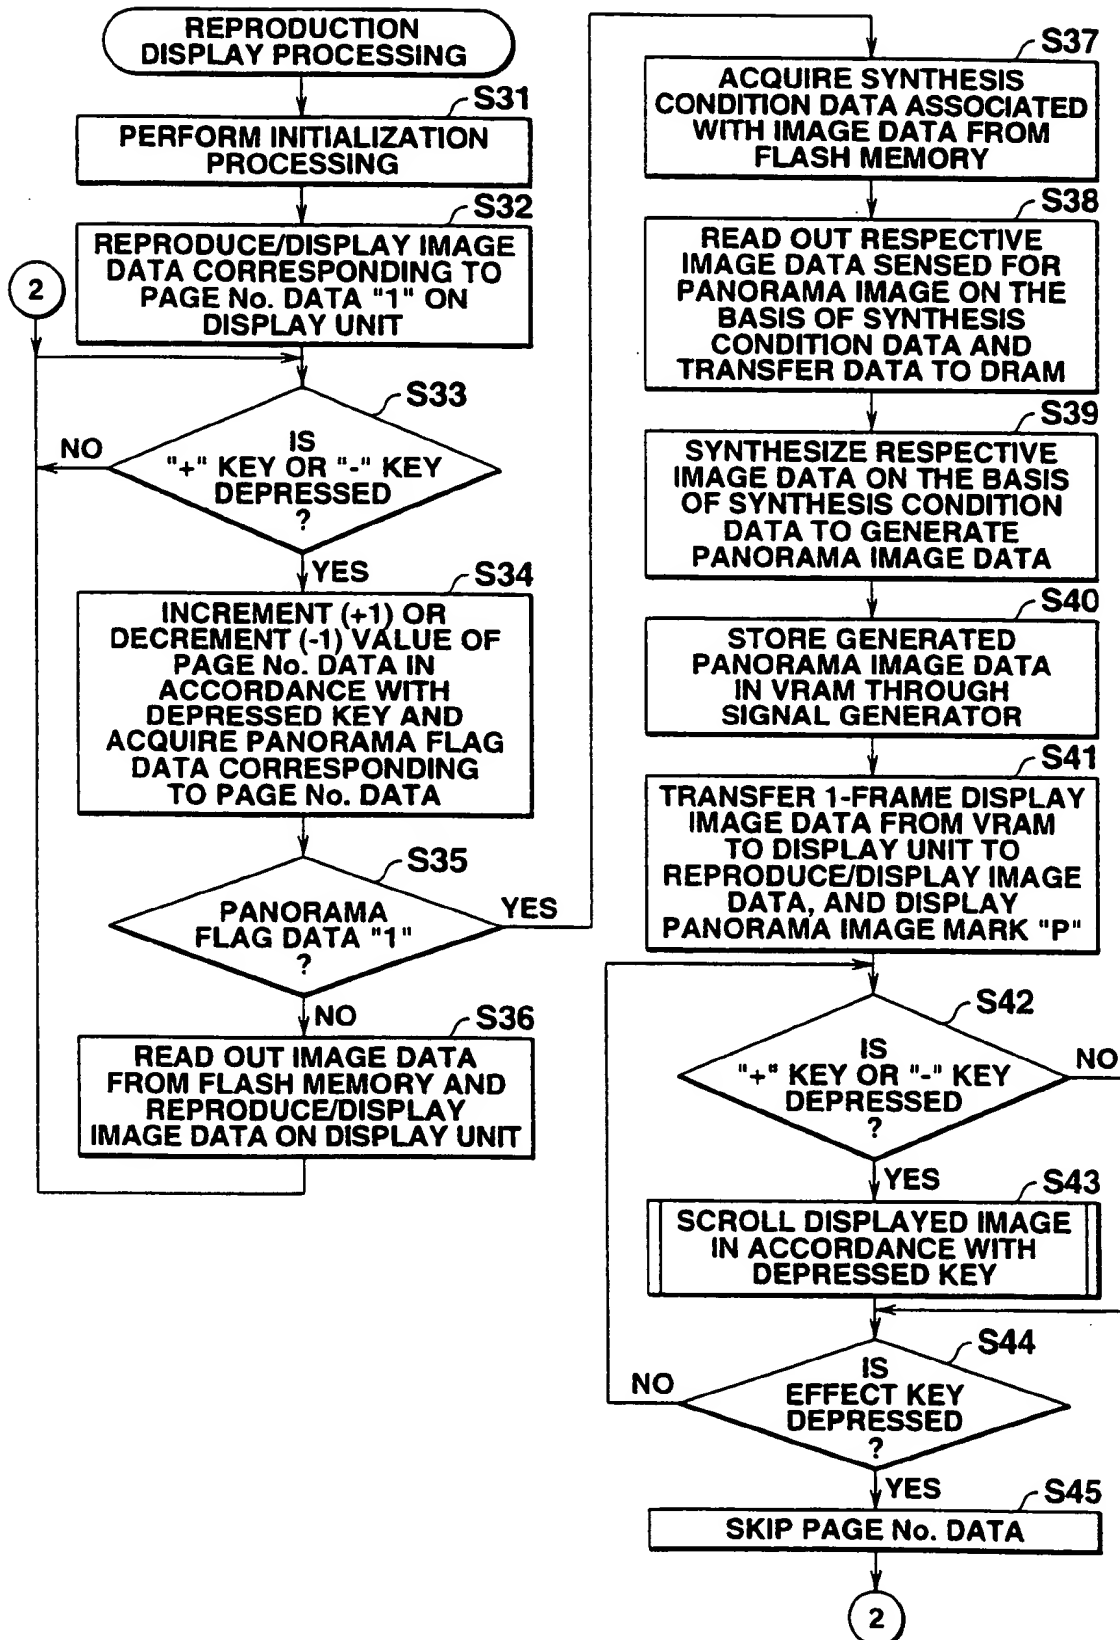 REPRODUCTION
DISPLAY PROCESSING
S31
PERFORM INITIALIZATION
PROCESSING
S32
REPRODUCE/DISPLAY IMAGE
DATA CORRESPONDING TO
PAGE No. DATA "1" ON
DISPLAY UNIT
2
S33
NO
IS
"+" KEY OR "-" KEY
DEPRESSED
?
YES
S34
INCREMENT (+1) OR
DECREMENT (-1) VALUE OF
PAGE No. DATA IN
ACCORDANCE WITH
DEPRESSED KEY AND
ACQUIRE PANORAMA FLAG
DATA CORRESPONDING
TO PAGE No. DATA
S35
PANORAMA
FLAG DATA "1"
?
YES
NO
S36
READ OUT IMAGE DATA
FROM FLASH MEMORY AND
REPRODUCE/DISPLAY
IMAGE DATA ON DISPLAY UNIT
S37
ACQUIRE SYNTHESIS
CONDITION DATA ASSOCIATED
WITH IMAGE DATA FROM
FLASH MEMORY
S38
READ OUT RESPECTIVE
IMAGE DATA SENSED FOR
PANORAMA IMAGE ON THE
BASIS OF SYNTHESIS
CONDITION DATA AND
TRANSFER DATA TO DRAM
S39
SYNTHESIZE RESPECTIVE
IMAGE DATA ON THE BASIS
OF SYNTHESIS CONDITION
DATA TO GENERATE
PANORAMA IMAGE DATA
S40
STORE GENERATED
PANORAMA IMAGE DATA
IN VRAM THROUGH
SIGNAL GENERATOR
S41
TRANSFER 1-FRAME DISPLAY
IMAGE DATA FROM VRAM
TO DISPLAY UNIT TO
REPRODUCE/DISPLAY IMAGE
DATA, AND DISPLAY
PANORAMA IMAGE MARK "P"
S42
IS
"+" KEY OR "-" KEY
DEPRESSED
?
NO
YES
S43
SCROLL DISPLAYED IMAGE
IN ACCORDANCE WITH
DEPRESSED KEY
S44
NO
IS
EFFECT KEY
DEPRESSED
?
YES
S45
SKIP PAGE No. DATA
2